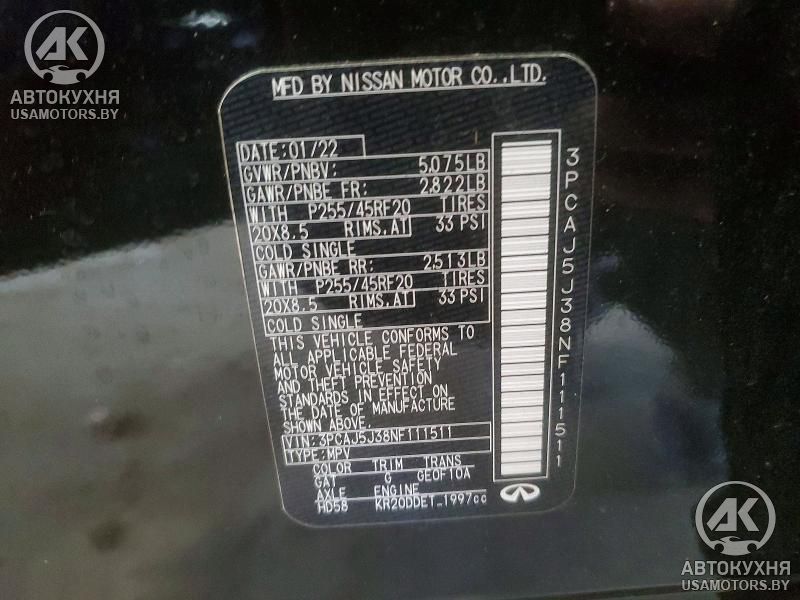 AK
АВТОКУХНЯ
USAMOTORS.BY
MFD BY NISSAN MOTOR CO.,LTD.
DATE:01/22
GVWR/PNBV: 5,075LB
GAWR/PNBE FR: 2,822LB
WITH P255/45RF20 TIRES
20X8.5 RIMS,AT 33 PSI
COLD SINGLE
GAWR/PNBE RR: 2,513LB
WITH P255/45RF20 TIRES
20X8.5 RIMS,AT 33 PSI
COLD SINGLE
THIS VEHICLE CONFORMS TO
ALL APPLICABLE FEDERAL
MOTOR VEHICLE SAFETY
AND THEFT PREVENTION
STANDARDS IN EFFECT ON
THE DATE OF MANUFACTURE
SHOWN ABOVE.
VIN:3PCAJ5J38NF111511
TYPE:MPV
COLOR TRIM TRANS
GAT G GE0F10A
AXLE ENGINE
HD58 KR20DDET 1997cc
3PCAJ5J38NF111511
AK
АВТОКУХНЯ
USAMOTORS.BY